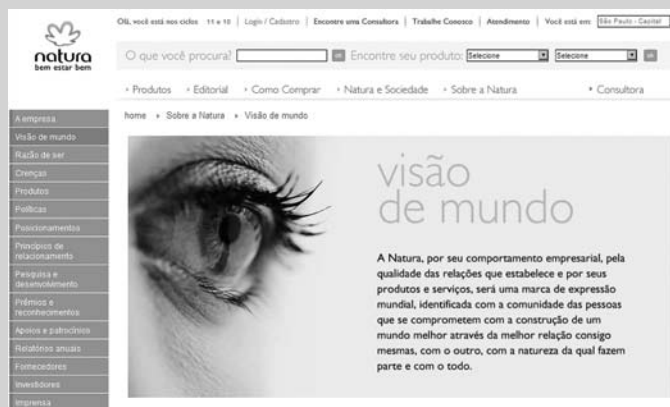 Olá, você está nos ciclos 11 e 10 | Login / Cadastro | Encontre uma Consultora | Trabalhe Conosco | Atendimento | Você está em: São Paulo - Capital
natura
bem estar bem
O que você procura? ok Encontre seu produto: Selecione Selecione ok
Produtos Editorial Como Comprar Natura e Sociedade Sobre a Natura Consultora
home Sobre a Natura Visão de mundo
A empresa
Visão de mundo
Razão de ser
Crenças
Produtos
Políticas
Posicionamentos
Princípios de
relacionamento
Pesquisa e
desenvolvimento
Prêmios e
reconhecimentos
Apoios e patrocínios
Relatórios anuais
Fornecedores
Investidores
Imprensa
visão
de mundo
A Natura, por seu comportamento empresarial, pela
qualidade das relações que estabelece e por seus
produtos e serviços, será uma marca de expressão
mundial, identificada com a comunidade das pessoas
que se comprometem com a construção de um
mundo melhor através da melhor relação consigo
mesmas, com o outro, com a natureza da qual fazem
parte e com o todo.